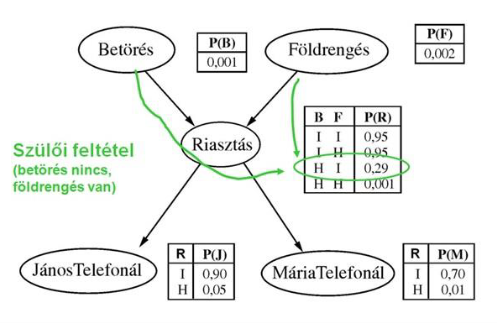 Betörés
P(B)
0,001
Földrengés
P(F)
0,002
Riasztás
B F P(R)
I I 0,95
I H 0,95
H I 0,29
H H 0,001
Szülői feltétel
(betörés nincs,
földrengés van)
JánosTelefonál
R P(J)
I 0,90
H 0,05
MáriaTelefonál
R P(M)
I 0,70
H 0,01